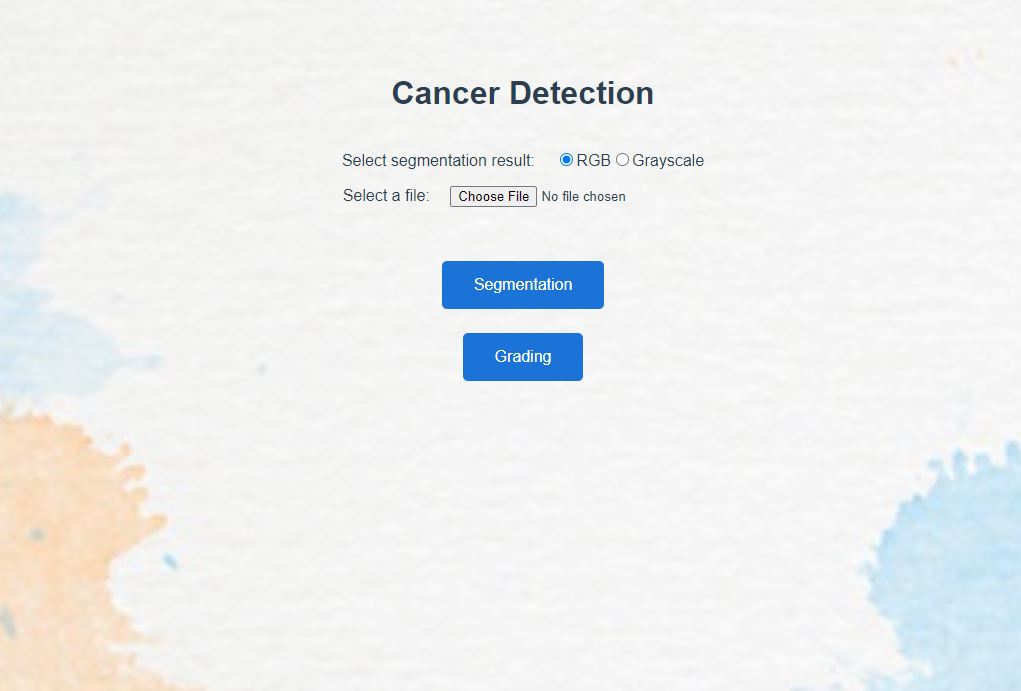 Cancer Detection
Select segmentation result: RGB Grayscale
Select a file: Choose File No file chosen
Segmentation
Grading